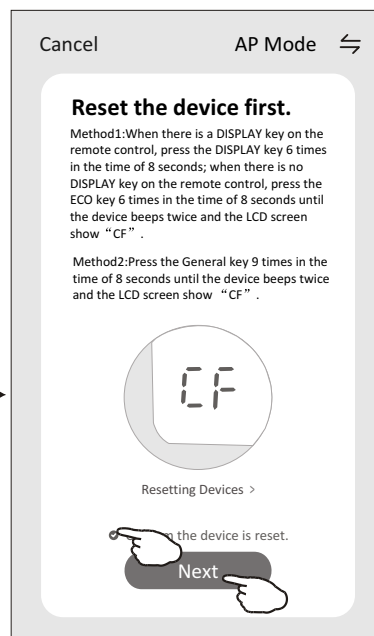 Cancel AP Mode
Reset the device first.
Method1:When there is a DISPLAY key on the
remote control, press the DISPLAY key 6 times
in the time of 8 seconds; when there is no
DISPLAY key on the remote control, press the
ECO key 6 times in the time of 8 seconds until
the device beeps twice and the LCD screen
show “CF”.
Method2:Press the General key 9 times in the
time of 8 seconds until the device beeps twice
and the LCD screen show “CF”.
CF
Resetting Devices >
the device is reset.
Next